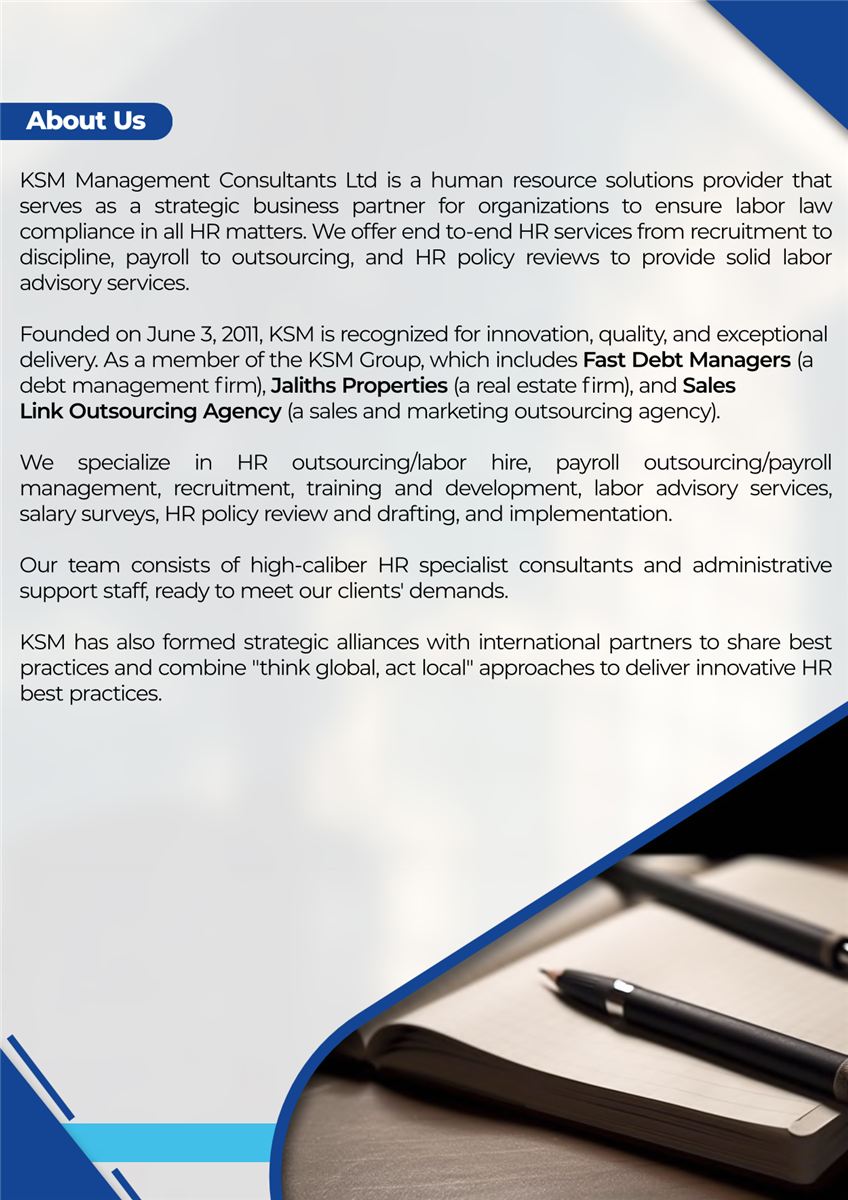 About Us
KSM Management Consultants Ltd is a human resource solutions provider that
serves as a strategic business partner for organizations to ensure labor law
compliance in all HR matters. We offer end to-end HR services from recruitment to
discipline, payroll to outsourcing, and HR policy reviews to provide solid labor
advisory services.
Founded on June 3, 2011, KSM is recognized for innovation, quality, and exceptional
delivery. As a member of the KSM Group, which includes Fast Debt Managers (a
debt management firm), Jaliths Properties (a real estate firm), and Sales
Link Outsourcing Agency (a sales and marketing outsourcing agency).
We specialize in HR outsourcing/labor hire, payroll outsourcing/payroll
management, recruitment, training and development, labor advisory services,
salary surveys, HR policy review and drafting, and implementation.
Our team consists of high-caliber HR specialist consultants and administrative
support staff, ready to meet our clients' demands.
KSM has also formed strategic alliances with international partners to share best
practices and combine "think global, act local" approaches to deliver innovative HR
best practices.